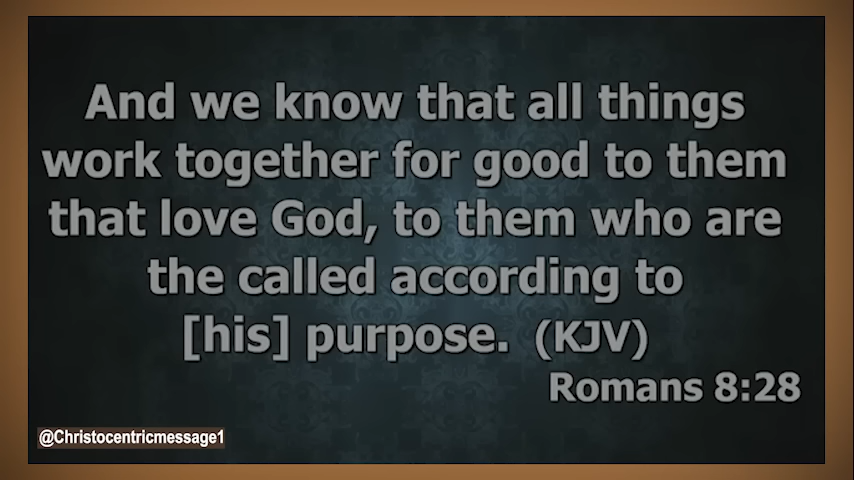 And we know that all things
work together for good to them
that love God, to them who are
the called according to
[his] purpose. (KJV)
Romans 8:28
@Christocentricmessage1